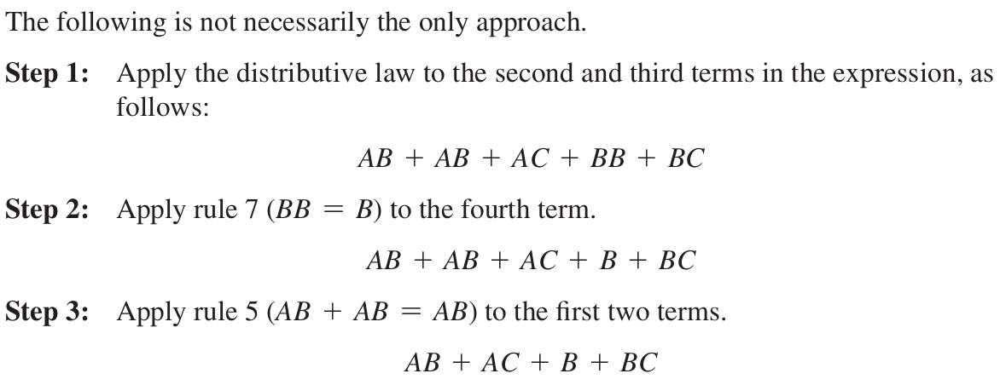 The following is not necessarily the only approach.
Step 1: Apply the distributive law to the second and third terms in the expression, as
follows:
AB + AB + AC + BB + BC
Step 2: Apply rule 7 (BB = B) to the fourth term.
AB + AB + AC + B + BC
Step 3: Apply rule 5 (AB + AB = AB) to the first two terms.
AB + AC + B + BC